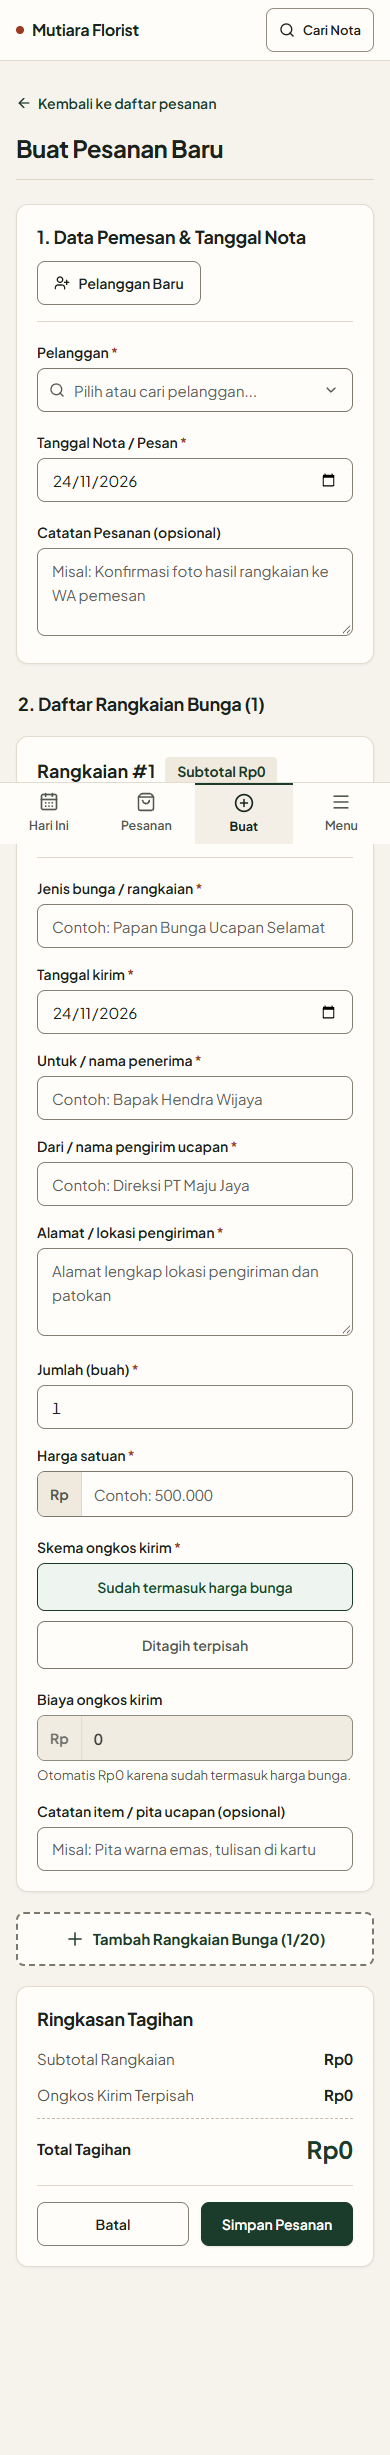 Mutiara Florist
Cari Nota
Kembali ke daftar pesanan
Buat Pesanan Baru
1. Data Pemesan & Tanggal Nota
Pelanggan Baru
Pelanggan *
Pilih atau cari pelanggan...
Tanggal Nota / Pesan *
24/11/2026
Catatan Pesanan (opsional)
Misal: Konfirmasi foto hasil rangkaian ke
WA pemesan
2. Daftar Rangkaian Bunga (1)
Rangkaian #1 Subtotal Rp0
Hari Ini Pesanan Buat Menu
Jenis bunga / rangkaian *
Contoh: Papan Bunga Ucapan Selamat
Tanggal kirim *
24/11/2026
Untuk / nama penerima *
Contoh: Bapak Hendra Wijaya
Dari / nama pengirim ucapan *
Contoh: Direksi PT Maju Jaya
Alamat / lokasi pengiriman *
Alamat lengkap lokasi pengiriman dan
patokan
Jumlah (buah) *
1
Harga satuan *
Rp Contoh: 500.000
Skema ongkos kirim *
Sudah termasuk harga bunga
Ditagih terpisah
Biaya ongkos kirim
Rp 0
Otomatis Rp0 karena sudah termasuk harga bunga.
Catatan item / pita ucapan (opsional)
Misal: Pita warna emas, tulisan di kartu
Tambah Rangkaian Bunga (1/20)
Ringkasan Tagihan
Subtotal Rangkaian Rp0
Ongkos Kirim Terpisah Rp0
Total Tagihan Rp0
Batal Simpan Pesanan